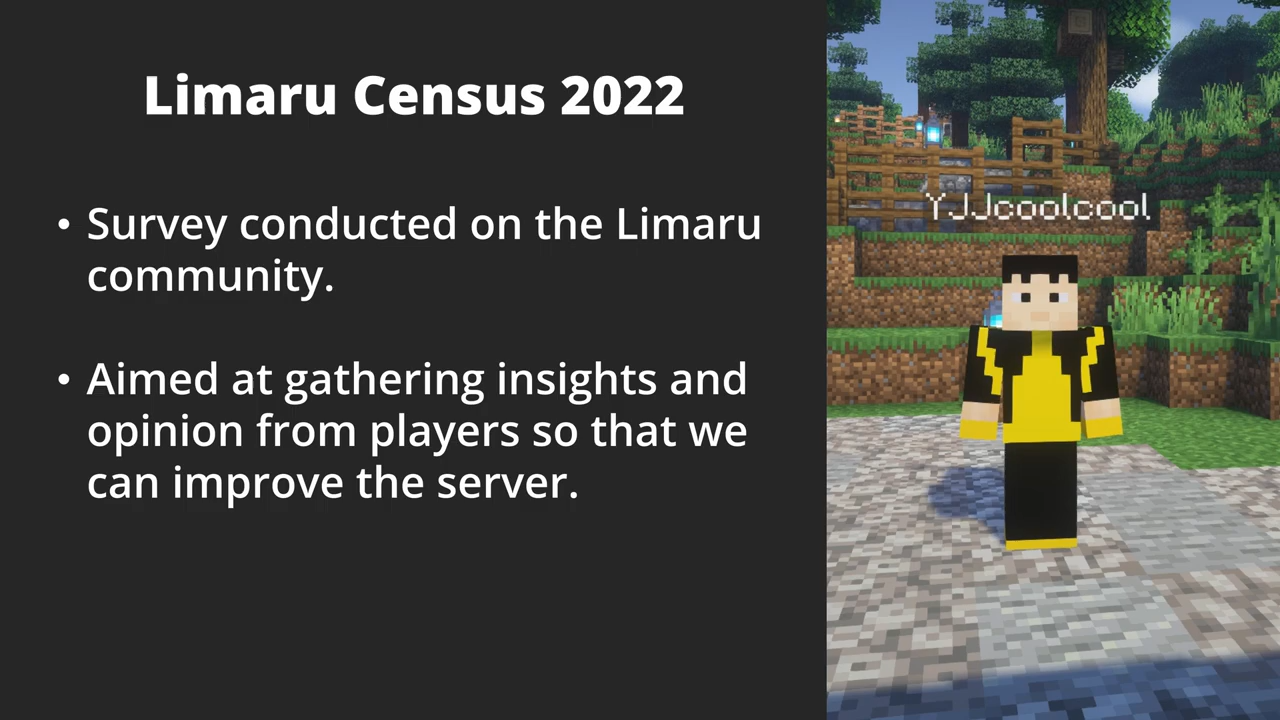 Limaru Census 2022
• Survey conducted on the Limaru
community.
• Aimed at gathering insights and
opinion from players so that we
can improve the server.
YJJcoolcool